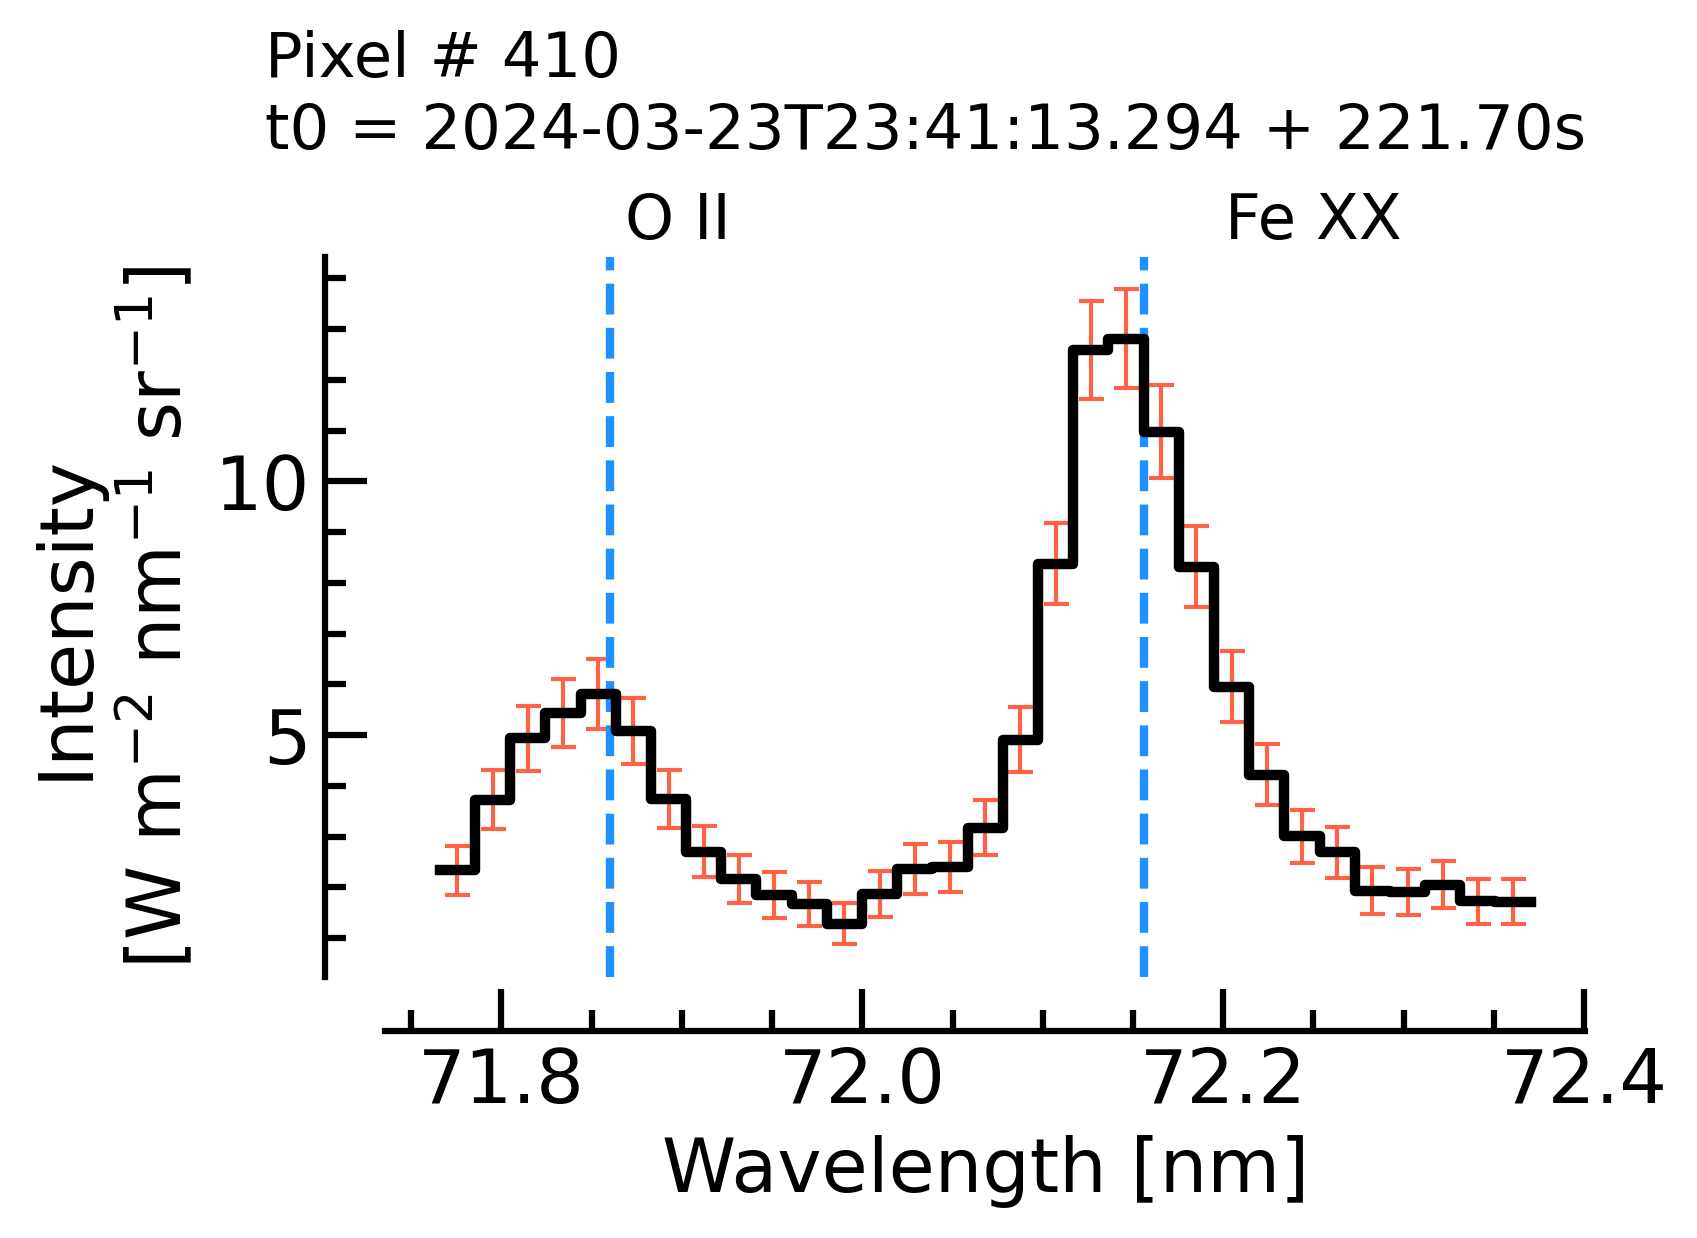 Pixel # 410
t0 = 2024-03-23T23:41:13.294 + 221.70s
O II
Fe XX
Intensity
[W m⁻² nm⁻¹ sr⁻¹]
10
5
71.8
72.0
72.2
72.4
Wavelength [nm]